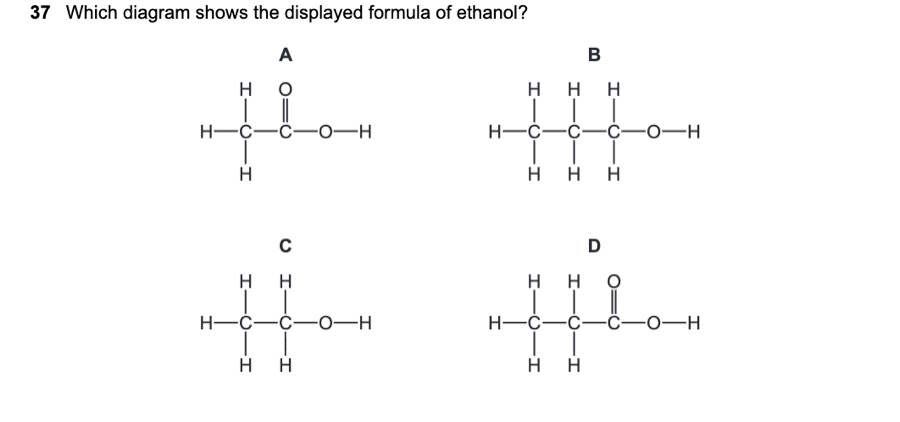 37 Which diagram shows the displayed formula of ethanol?
A B
H O H H H
H C C O H H C C C O H
H H H H
C D
H H H H O
H C C O H H C C C O H
H H H H